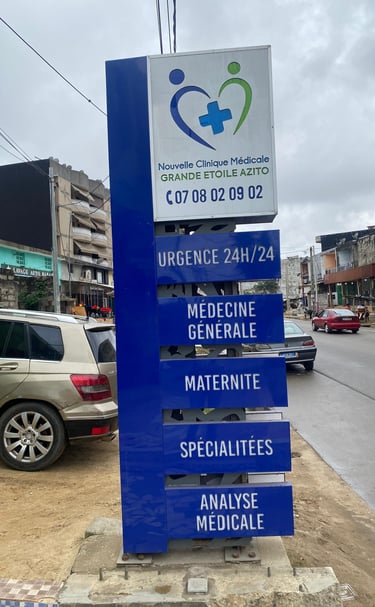 Nouvelle Clinique Médicale
GRANDE ETOILE AZITO
07 08 02 09 02
URGENCE 24H/24
MÉDECINE
GÉNÉRALE
MATERNITE
SPÉCIALITÉES
ANALYSE
MÉDICALE